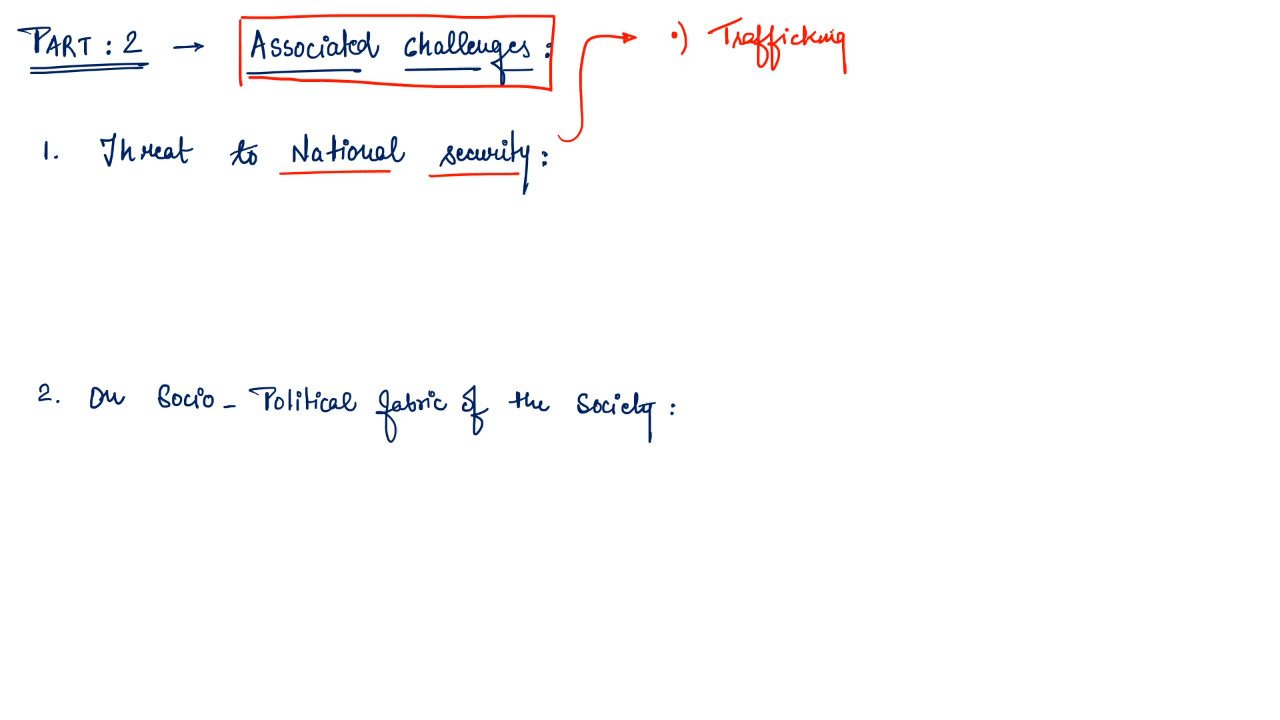 PART : 2 → Associated challenges :
•) Trafficking
1. Threat to National security :
2. On Socio - Political fabric of the Society :